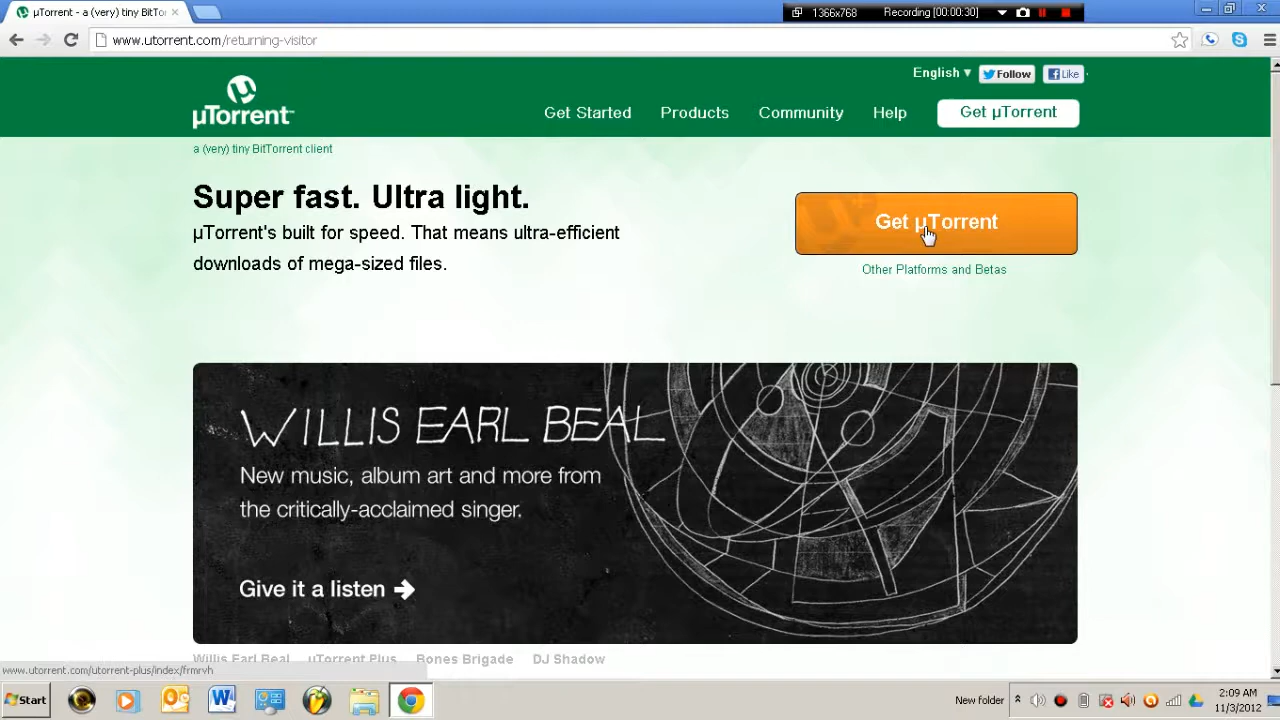 µTorrent - a (very) tiny BitTo
1366x768 Recording [00:00:30]
www.utorrent.com/returning-visitor
English ▾ Follow Like
µTorrent™
Get Started Products Community Help Get µTorrent
a (very) tiny BitTorrent client
Super fast. Ultra light.
µTorrent's built for speed. That means ultra-efficient
downloads of mega-sized files.
Get µTorrent
Other Platforms and Betas
WILLIS EARL BEAL
New music, album art and more from
the critically-acclaimed singer.
Give it a listen →
Willis Earl Beal µTorrent Plus Bones Brigade DJ Shadow
www.utorrent.com/utorrent-plus/index/frmrvh
Start New folder 2:09 AM
11/3/2012